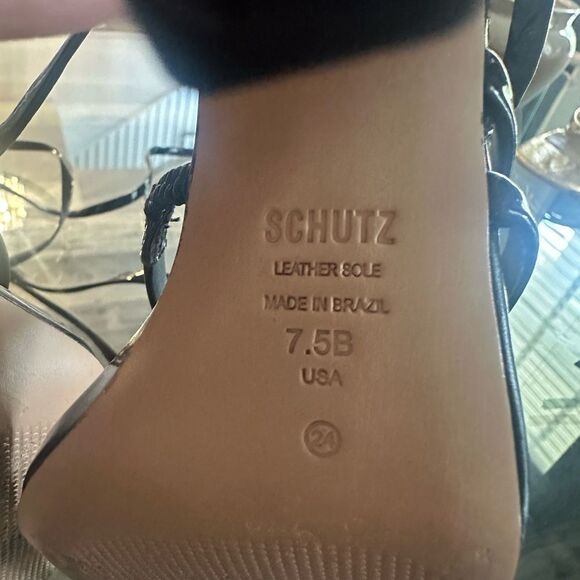 SCHUTZ
LEATHER SOLE
MADE IN BRAZIL
7.5B
USA
24